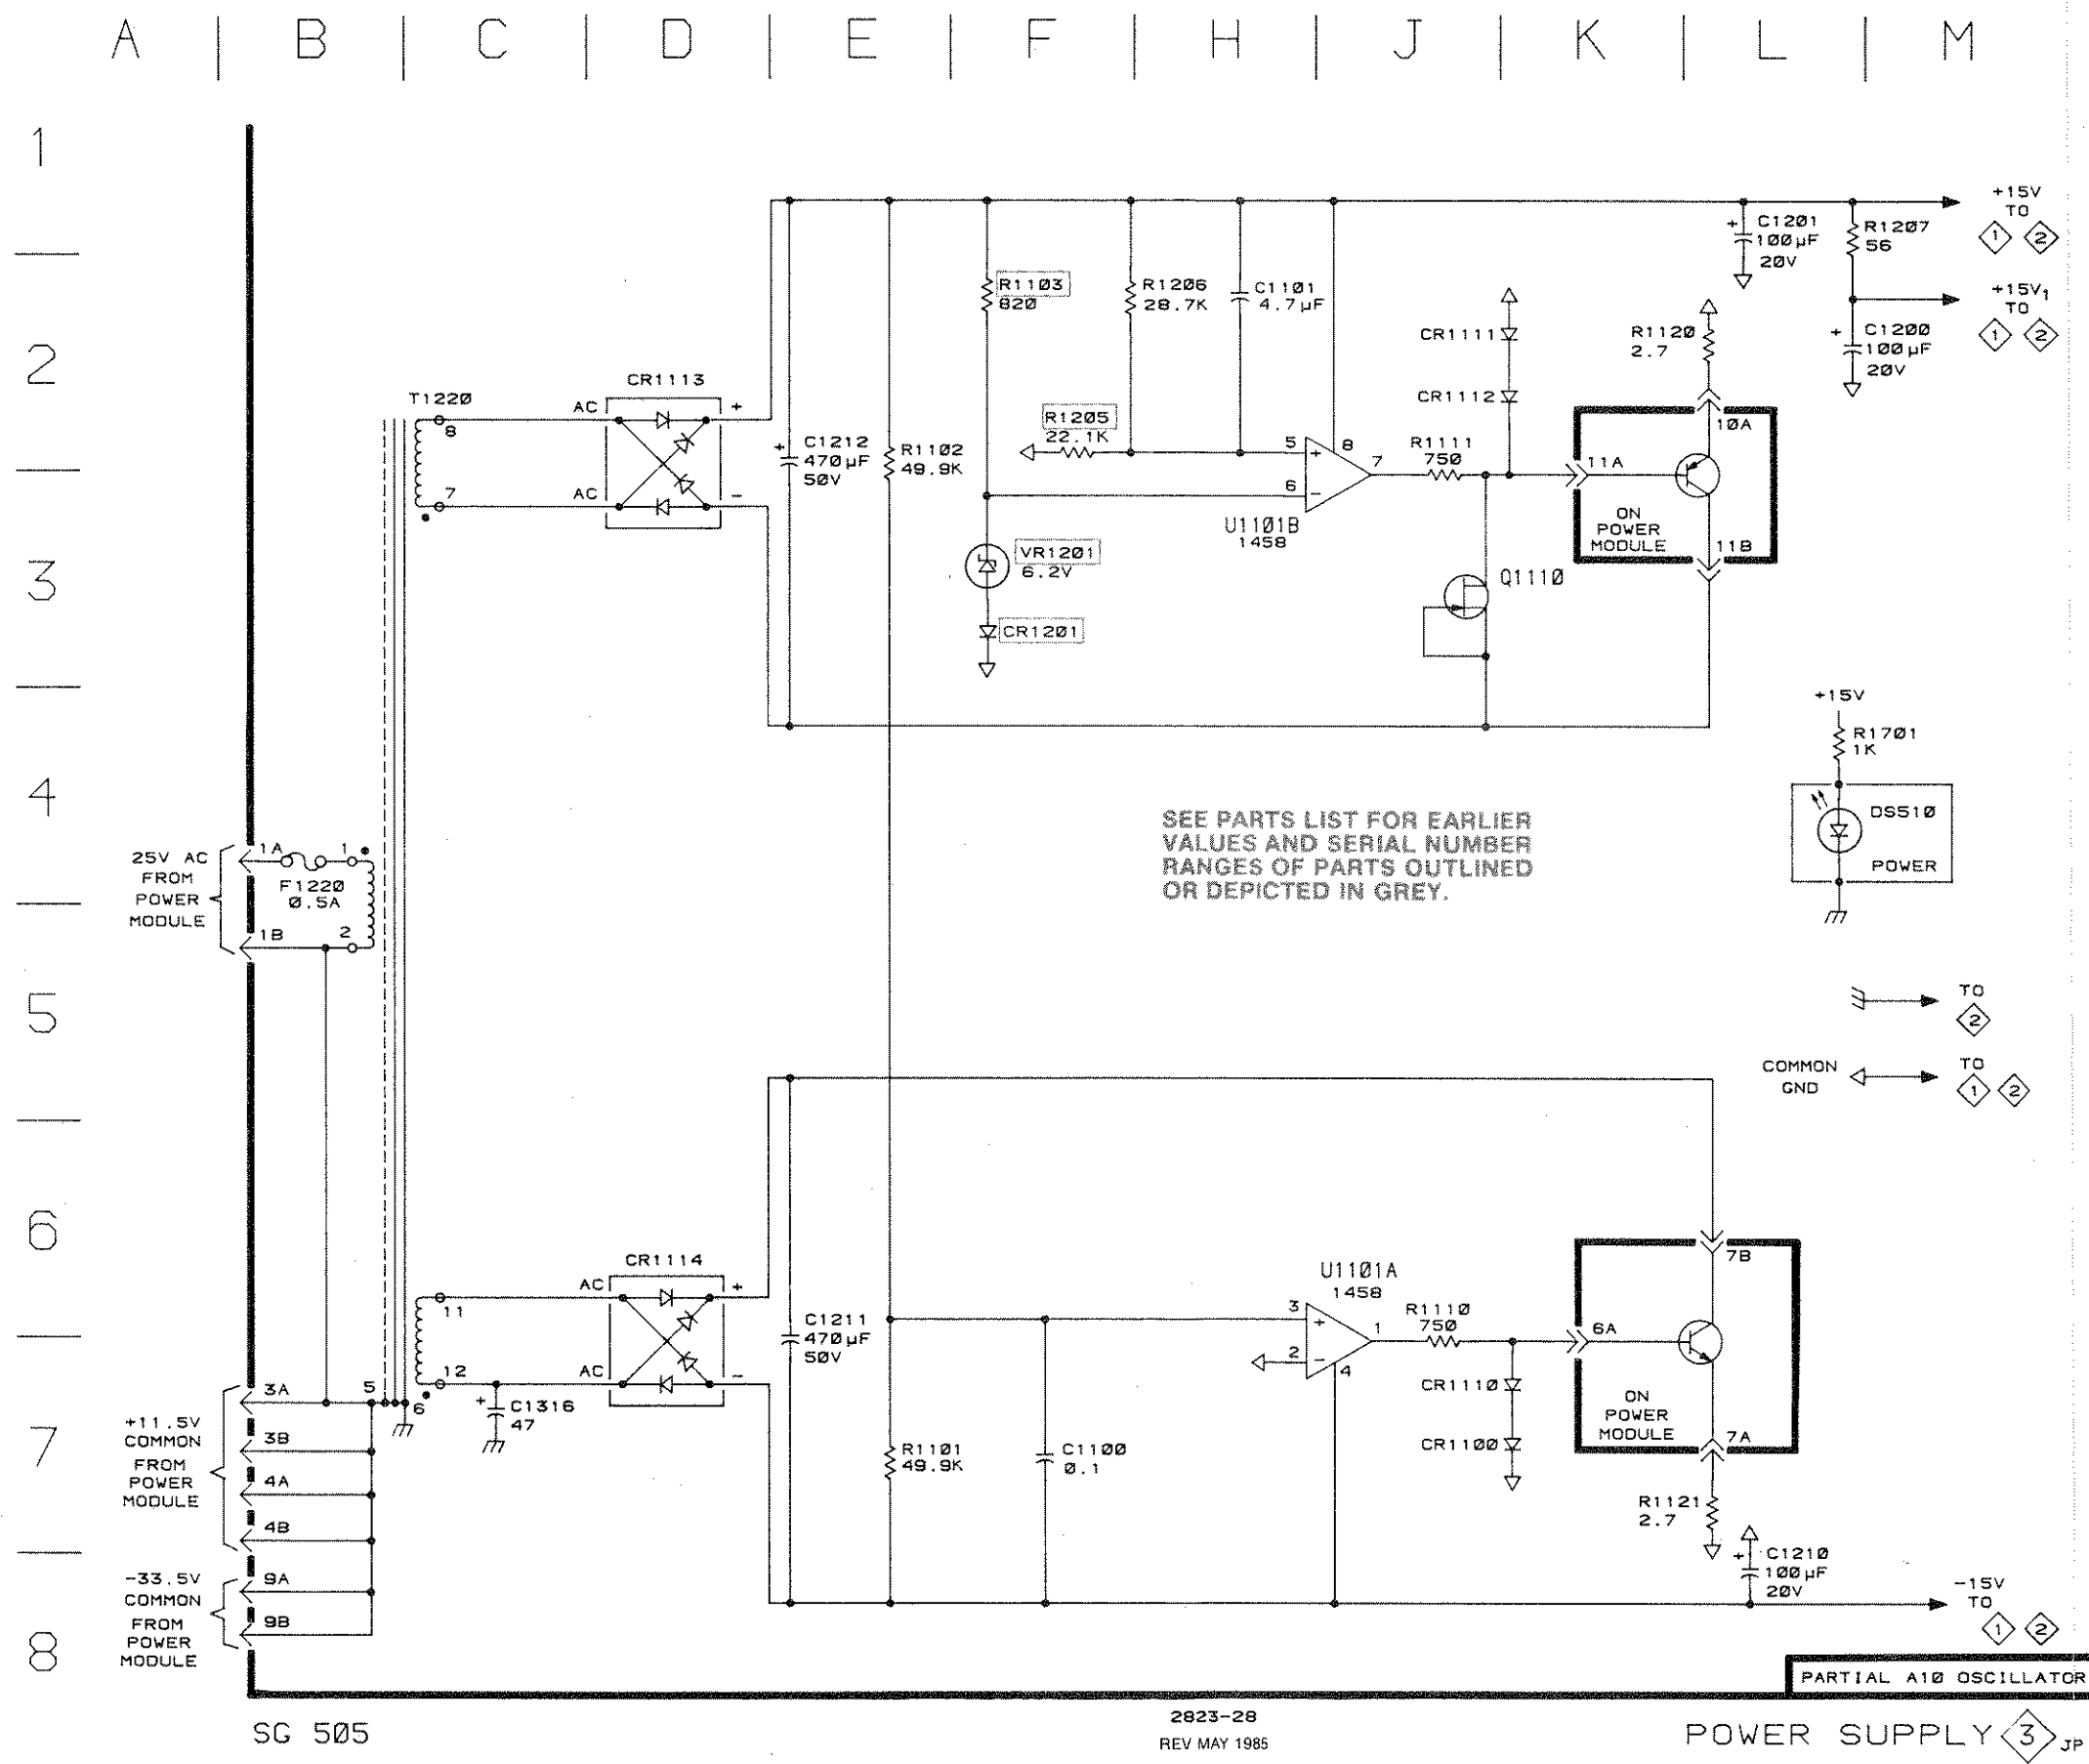 A B C D E F H J K L M
1
2
3
4
5
6
7
8
+15V
TO
1 2
C1201
+ 100µF
20V
R1207
56
+15V1
TO
1 2
+ C1200
100µF
20V
R1103
820
R1206
28.7K
C1101
4.7µF
CR1111
CR1112
R1120
2.7
T1220
8
7
CR1113
AC +
AC -
+ C1212
470µF
50V
R1102
49.9K
R1205
22.1K
5 +
6 -
8
7
U1101B
1458
R1111
750
10A
11A
ON
POWER
MODULE
11B
VR1201
6.2V
CR1201
Q1110
+15V
R1701
1K
DS510
POWER
SEE PARTS LIST FOR EARLIER
VALUES AND SERIAL NUMBER
RANGES OF PARTS OUTLINED
OR DEPICTED IN GREY.
25V AC
FROM
POWER
MODULE
1A 1
F1220
0.5A
1B 2
TO
2
COMMON
GND
TO
1 2
CR1114
AC +
AC -
11
12
+ C1316
47
C1211
470µF
50V
U1101A
1458
3 +
2 -
1
4
R1110
750
7B
6A
ON
POWER
MODULE
7A
CR1110
CR1100
R1101
49.9K
C1100
0.1
R1121
2.7
+ C1210
100µF
20V
-15V
TO
1 2
+11.5V
COMMON
FROM
POWER
MODULE
3A 5
6
3B
4A
4B
-33.5V
COMMON
FROM
POWER
MODULE
9A
9B
PARTIAL A10 OSCILLATOR
SG 505
2823-28
REV MAY 1985
POWER SUPPLY 3 JP